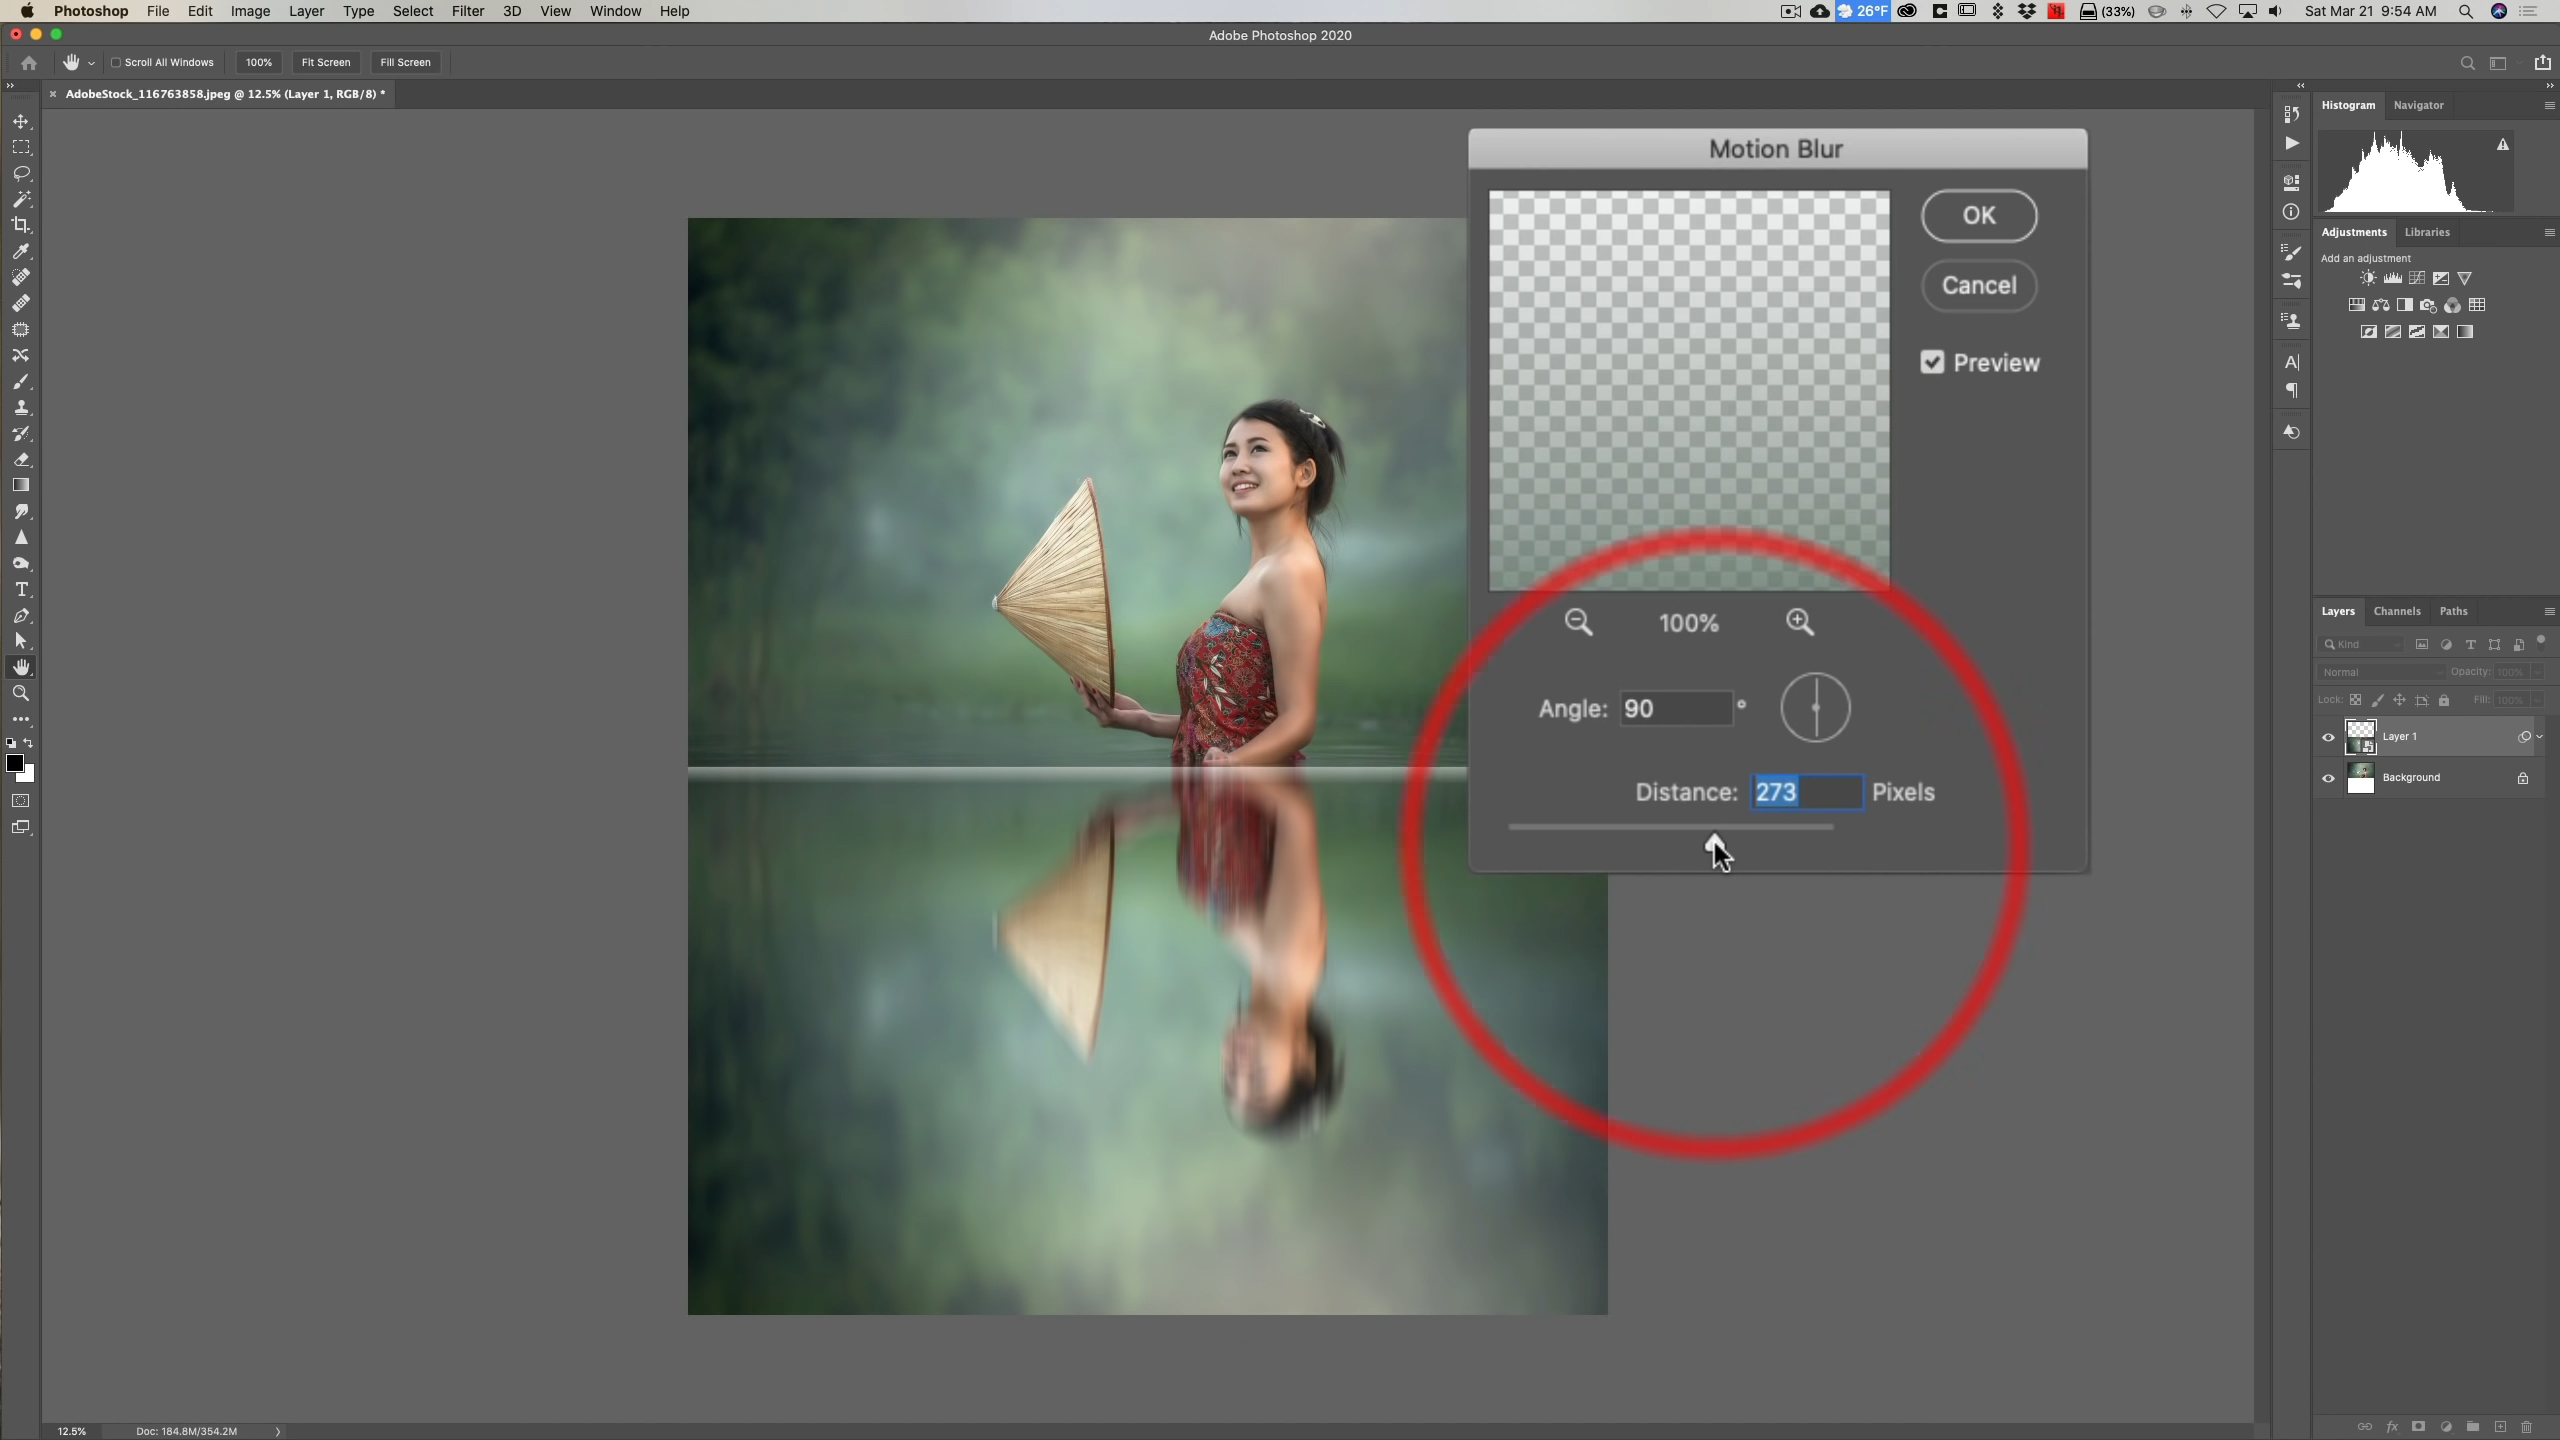 Photoshop File Edit Image Layer Type Select Filter 3D View Window Help
26°F (33%) Sat Mar 21 9:54 AM
Adobe Photoshop 2020
Scroll All Windows 100% Fit Screen Fill Screen
AdobeStock_116763858.jpeg @ 12.5% (Layer 1, RGB/8) *
Histogram Navigator
Motion Blur
OK
Cancel
Preview
100%
Angle: 90 °
Distance: 273 Pixels
Adjustments Libraries
Add an adjustment
Layers Channels Paths
Kind
Normal Opacity: 100%
Lock: Fill: 100%
Layer 1
Background
12.5% Doc: 184.8M/354.2M